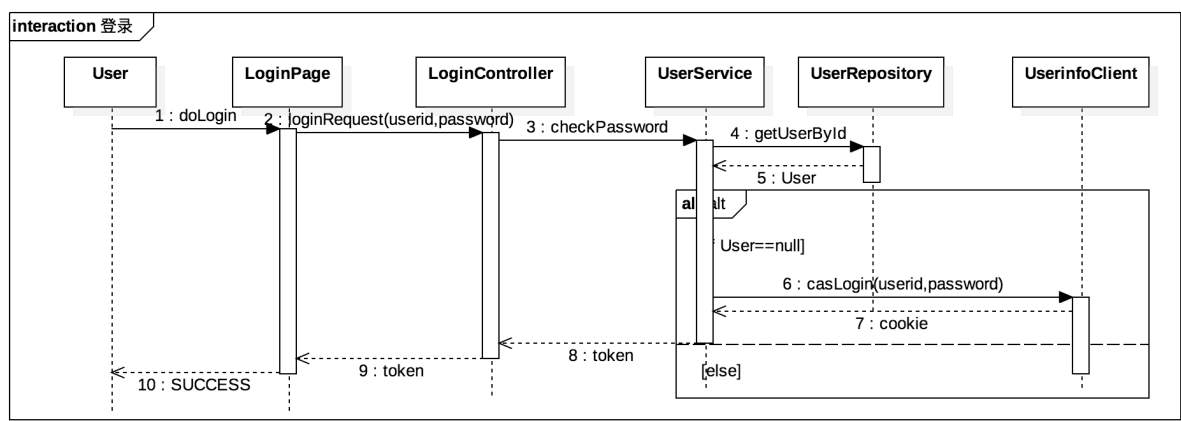 interaction 登录
User
LoginPage
LoginController
UserService
UserRepository
UserinfoClient
1 : doLogin
2 : loginRequest(userid,password)
3 : checkPassword
4 : getUserById
5 : User
alt
User==null]
6 : casLogin(userid,password)
7 : cookie
8 : token
9 : token
10 : SUCCESS
[else]